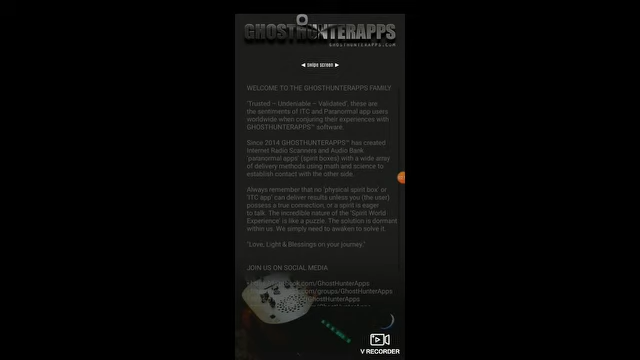 GHOSTHUNTERAPPS
GHOSTHUNTERAPPS.COM
◄ swipe screen ►
WELCOME TO THE GHOSTHUNTERAPPS FAMILY
'Trusted – Undeniable – Validated', these are
the sentiments of ITC and Paranormal app users
worldwide when conjuring their experiences with
GHOSTHUNTERAPPS™ software.
Since 2014 GHOSTHUNTERAPPS™ has created
Internet Radio Scanners and Audio Bank
'paranormal apps' (spirit boxes) with a wide array
of delivery methods using math and science to
establish contact with the other side.
Always remember that no 'physical spirit box' or
'ITC app' can deliver results unless you (the user)
possess a true connection, or a spirit is eager
to talk. The incredible nature of the 'Spirit World
Experience' is like a puzzle. The solution is dormant
within us. We simply need to awaken to solve it.
"Love, Light & Blessings on your journey."
JOIN US ON SOCIAL MEDIA
.com/GhostHunterApps
.com/groups/GhostHunterApps
GhostHunterApps
V RECORDER